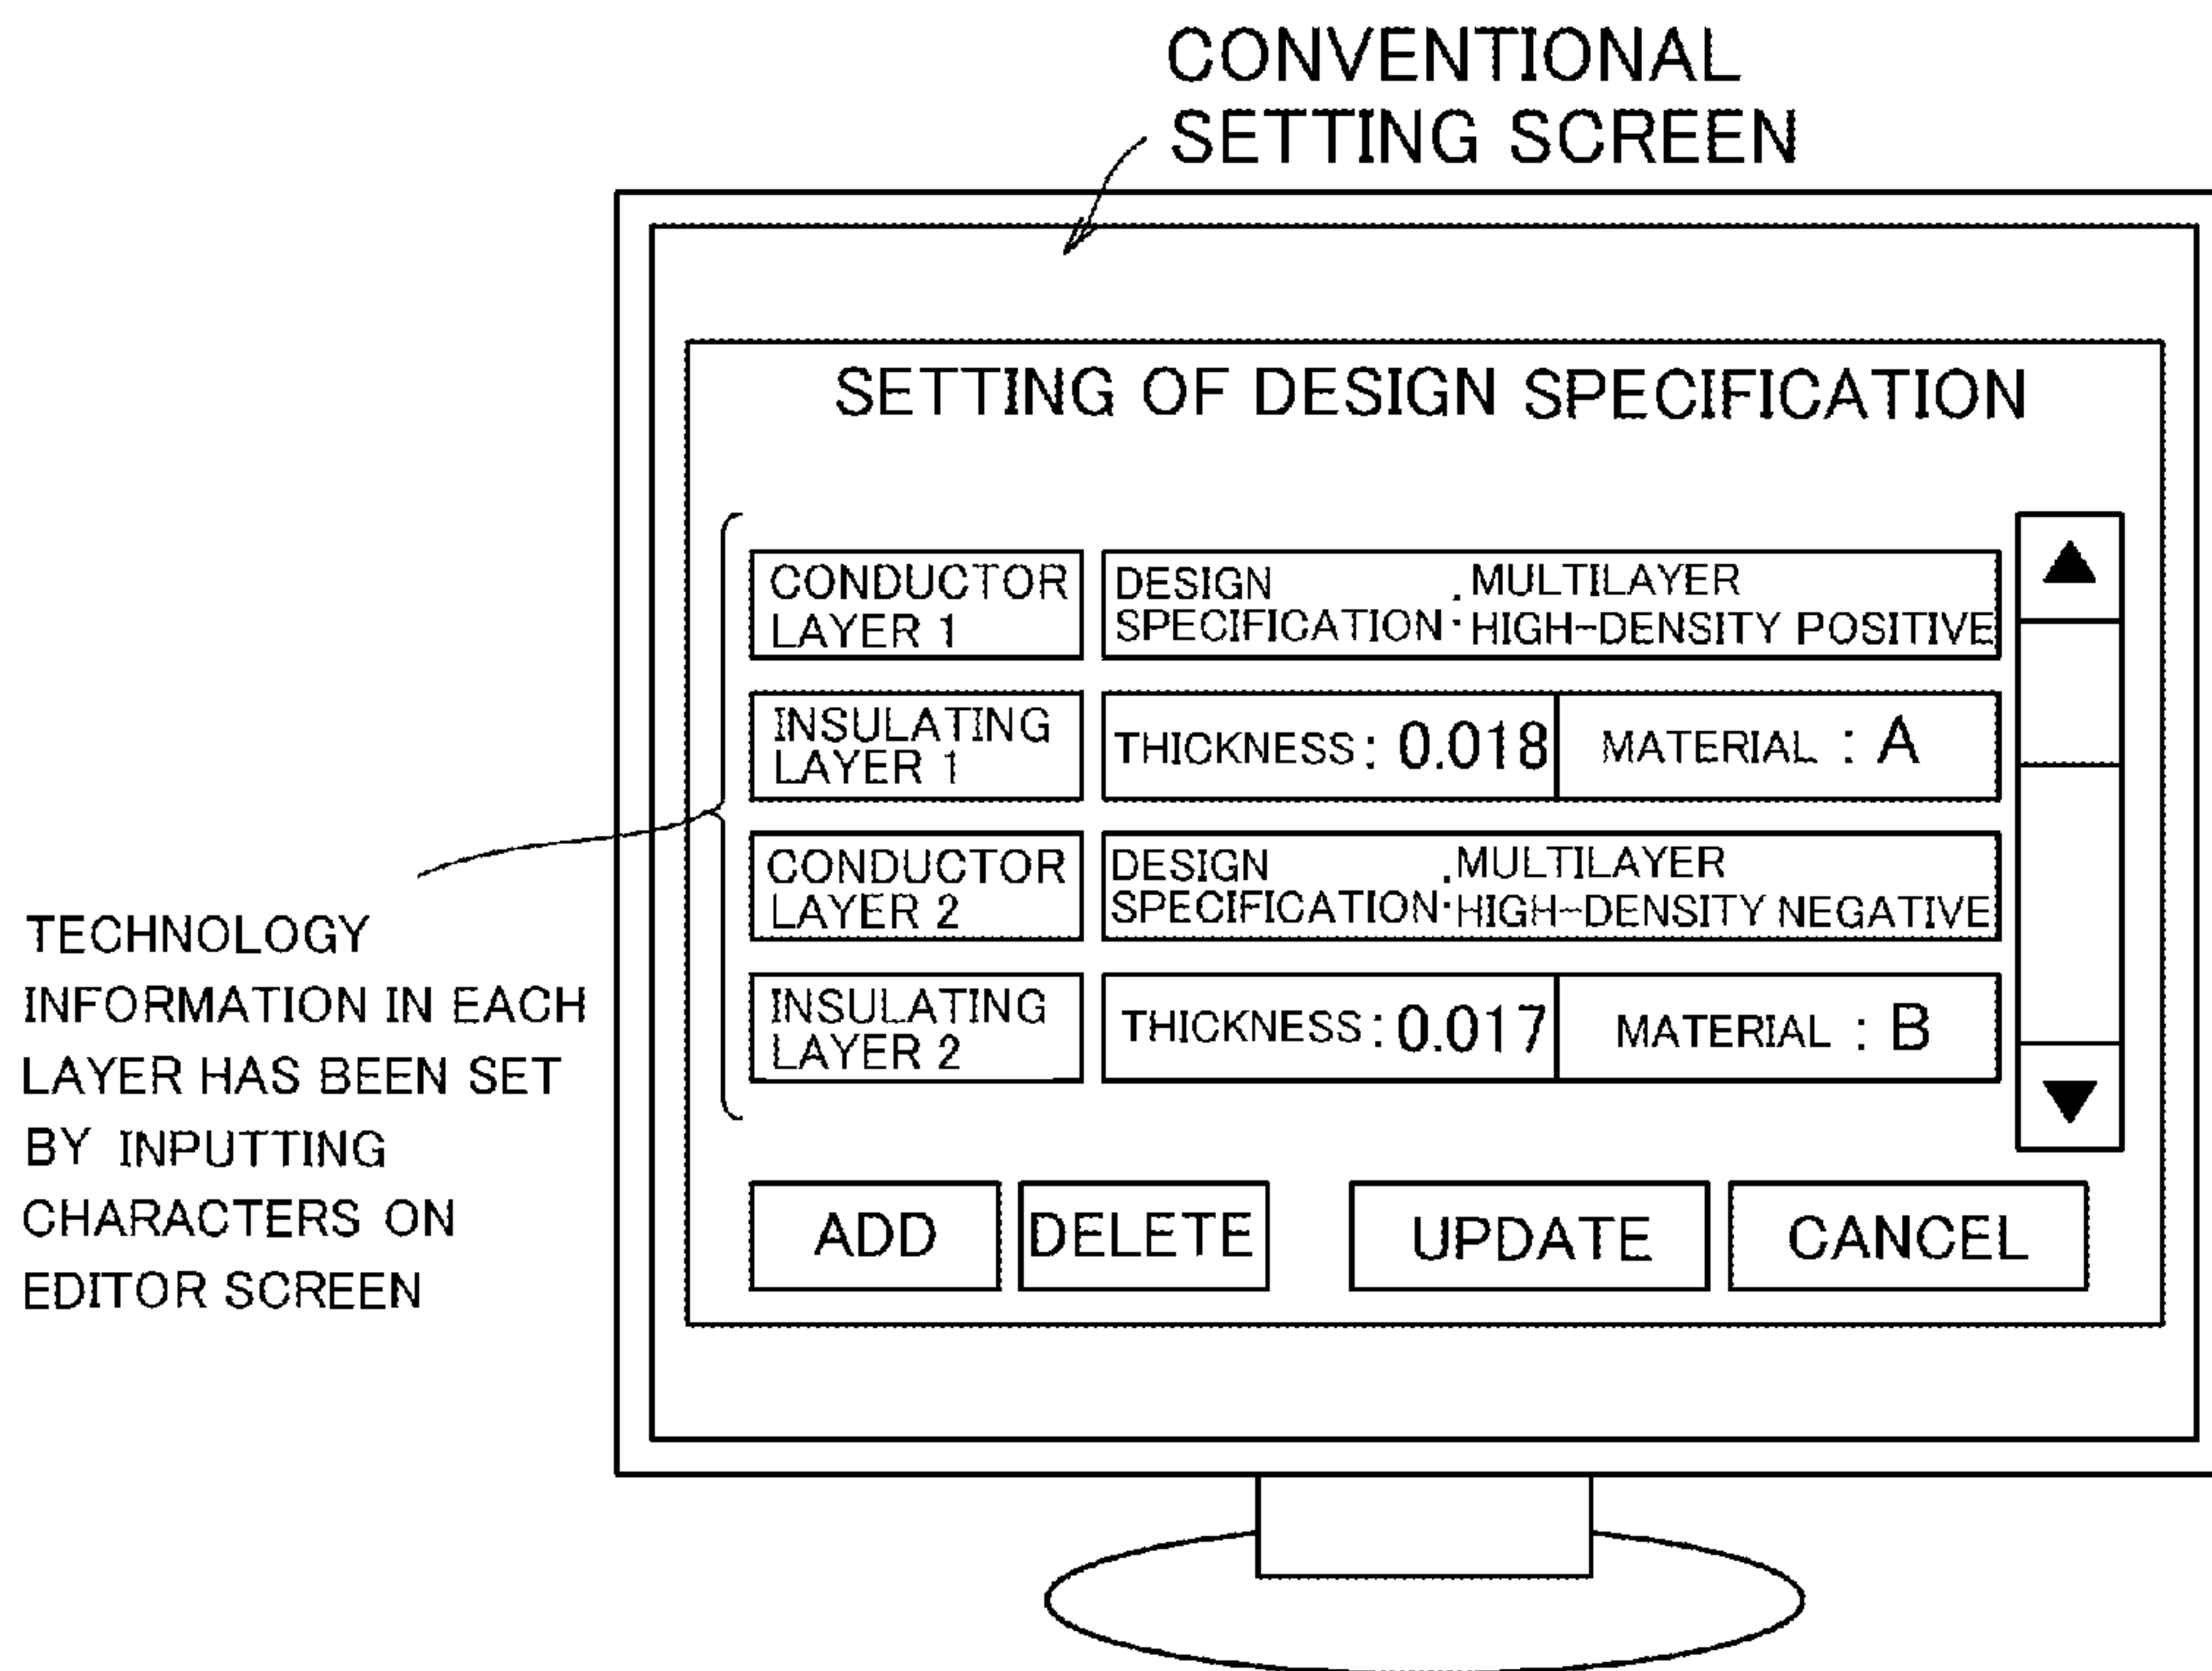 CONVENTIONAL
SETTING SCREEN
SETTING OF DESIGN SPECIFICATION
CONDUCTOR
LAYER 1
DESIGN
SPECIFICATION:
MULTILAYER
HIGH-DENSITY POSITIVE
INSULATING
LAYER 1
THICKNESS: 0.018
MATERIAL : A
CONDUCTOR
LAYER 2
DESIGN
SPECIFICATION:
MULTILAYER
HIGH-DENSITY NEGATIVE
INSULATING
LAYER 2
THICKNESS: 0.017
MATERIAL : B
ADD
DELETE
UPDATE
CANCEL
TECHNOLOGY
INFORMATION IN EACH
LAYER HAS BEEN SET
BY INPUTTING
CHARACTERS ON
EDITOR SCREEN